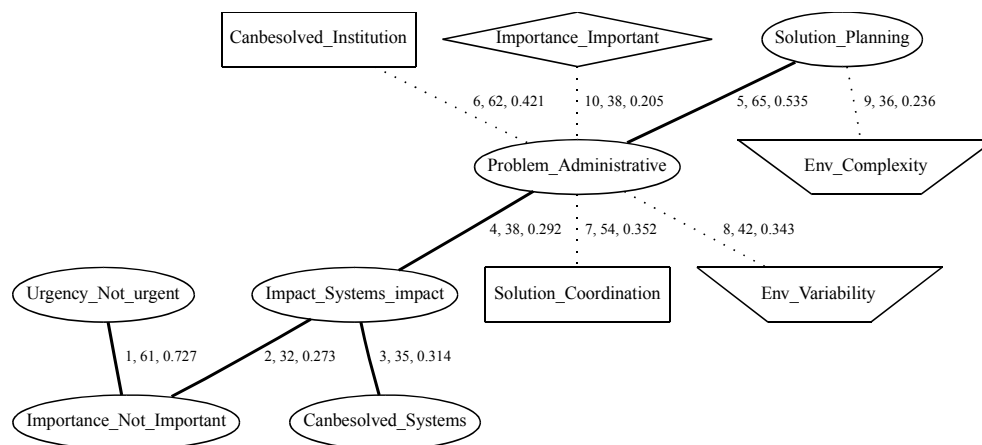 Canbesolved_Institution
Importance_Important
Solution_Planning
6, 62, 0.421
10, 38, 0.205
5, 65, 0.535
9, 36, 0.236
Problem_Administrative
Env_Complexity
4, 38, 0.292
7, 54, 0.352
8, 42, 0.343
Urgency_Not_urgent
Impact_Systems_impact
Solution_Coordination
Env_Variability
1, 61, 0.727
2, 32, 0.273
3, 35, 0.314
Importance_Not_Important
Canbesolved_Systems